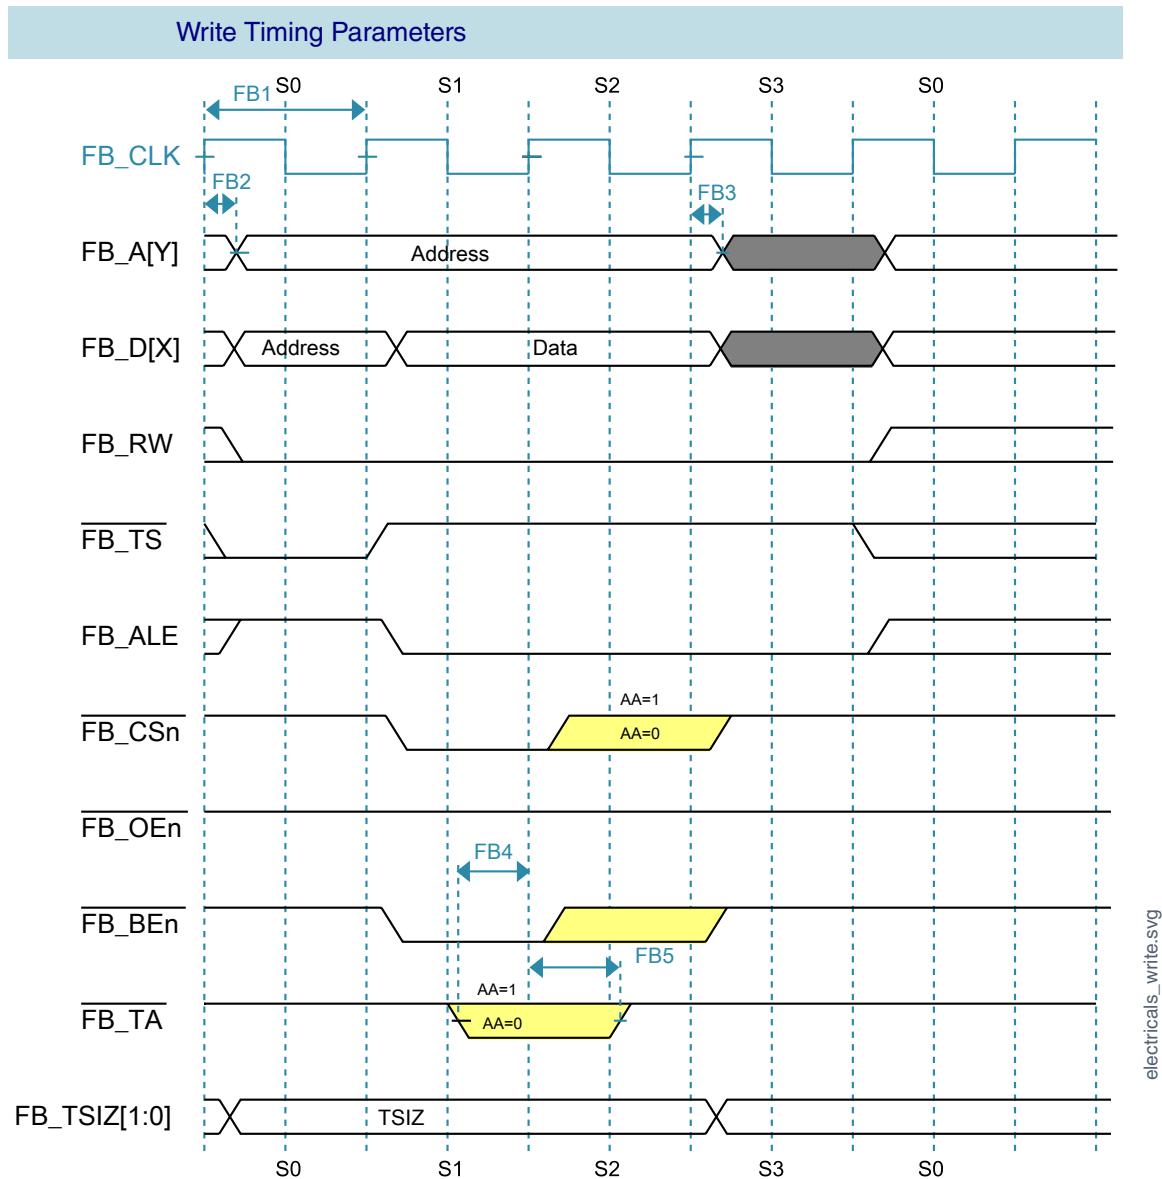 Write Timing Parameters
S0 S1 S2 S3 S0
FB1
FB_CLK
FB2
FB3
FB_A[Y]
Address
FB_D[X]
Address Data
FB_RW
FB_TS
FB_ALE
FB_CSn
AA=1
AA=0
FB_OEn
FB4
FB_BEn
FB5
FB_TA
AA=1
AA=0
FB_TSIZ[1:0]
TSIZ
S0 S1 S2 S3 S0
electricals_write.svg